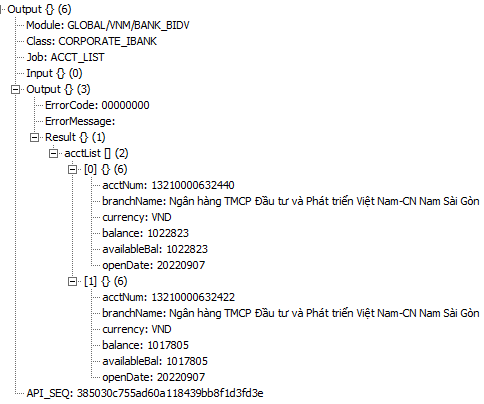 Output {} (6)
Module: GLOBAL/VNM/BANK_BIDV
Class: CORPORATE_IBANK
Job: ACCT_LIST
Input {} (0)
Output {} (3)
ErrorCode: 00000000
ErrorMessage:
Result {} (1)
acctList [] (2)
[0] {} (6)
acctNum: 13210000632440
branchName: Ngân hàng TMCP Đầu tư và Phát triển Việt Nam-CN Nam Sài Gòn
currency: VND
balance: 1022823
availableBal: 1022823
openDate: 20220907
[1] {} (6)
acctNum: 13210000632422
branchName: Ngân hàng TMCP Đầu tư và Phát triển Việt Nam-CN Nam Sài Gòn
currency: VND
balance: 1017805
availableBal: 1017805
openDate: 20220907
API_SEQ: 385030c755ad60a118439bb8f1d3fd3e